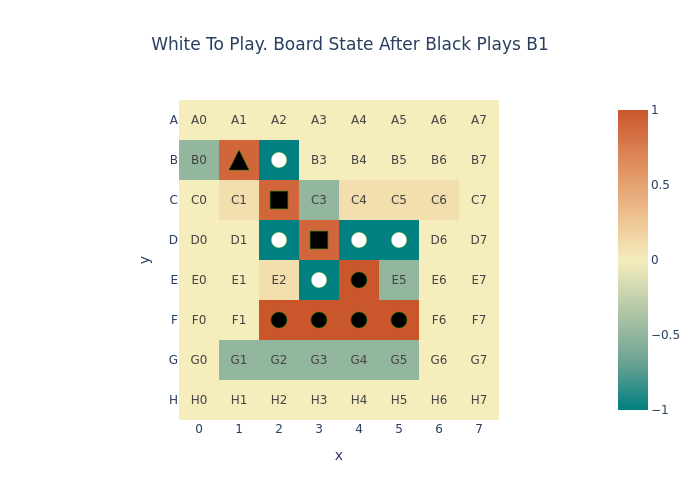 White To Play. Board State After Black Plays B1
A A0 A1 A2 A3 A4 A5 A6 A7
B B0 B3 B4 B5 B6 B7
C C0 C1 C3 C4 C5 C6 C7
D D0 D1 D6 D7
E E0 E1 E2 E5 E6 E7
F F0 F1 F6 F7
G G0 G1 G2 G3 G4 G5 G6 G7
H H0 H1 H2 H3 H4 H5 H6 H7
0 1 2 3 4 5 6 7
x
y
1
0.5
0
−0.5
−1